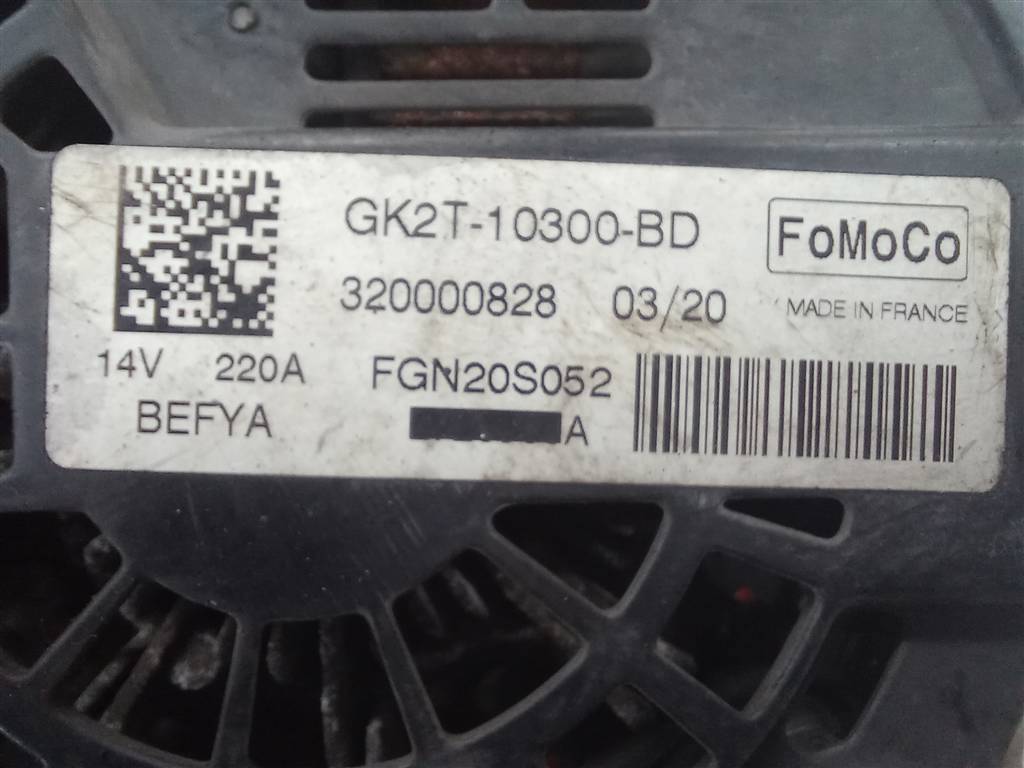 GK2T-10300-BD
FoMoCo
320000828 03/20
MADE IN FRANCE
14V 220A
FGN20S052
BEFYA
A